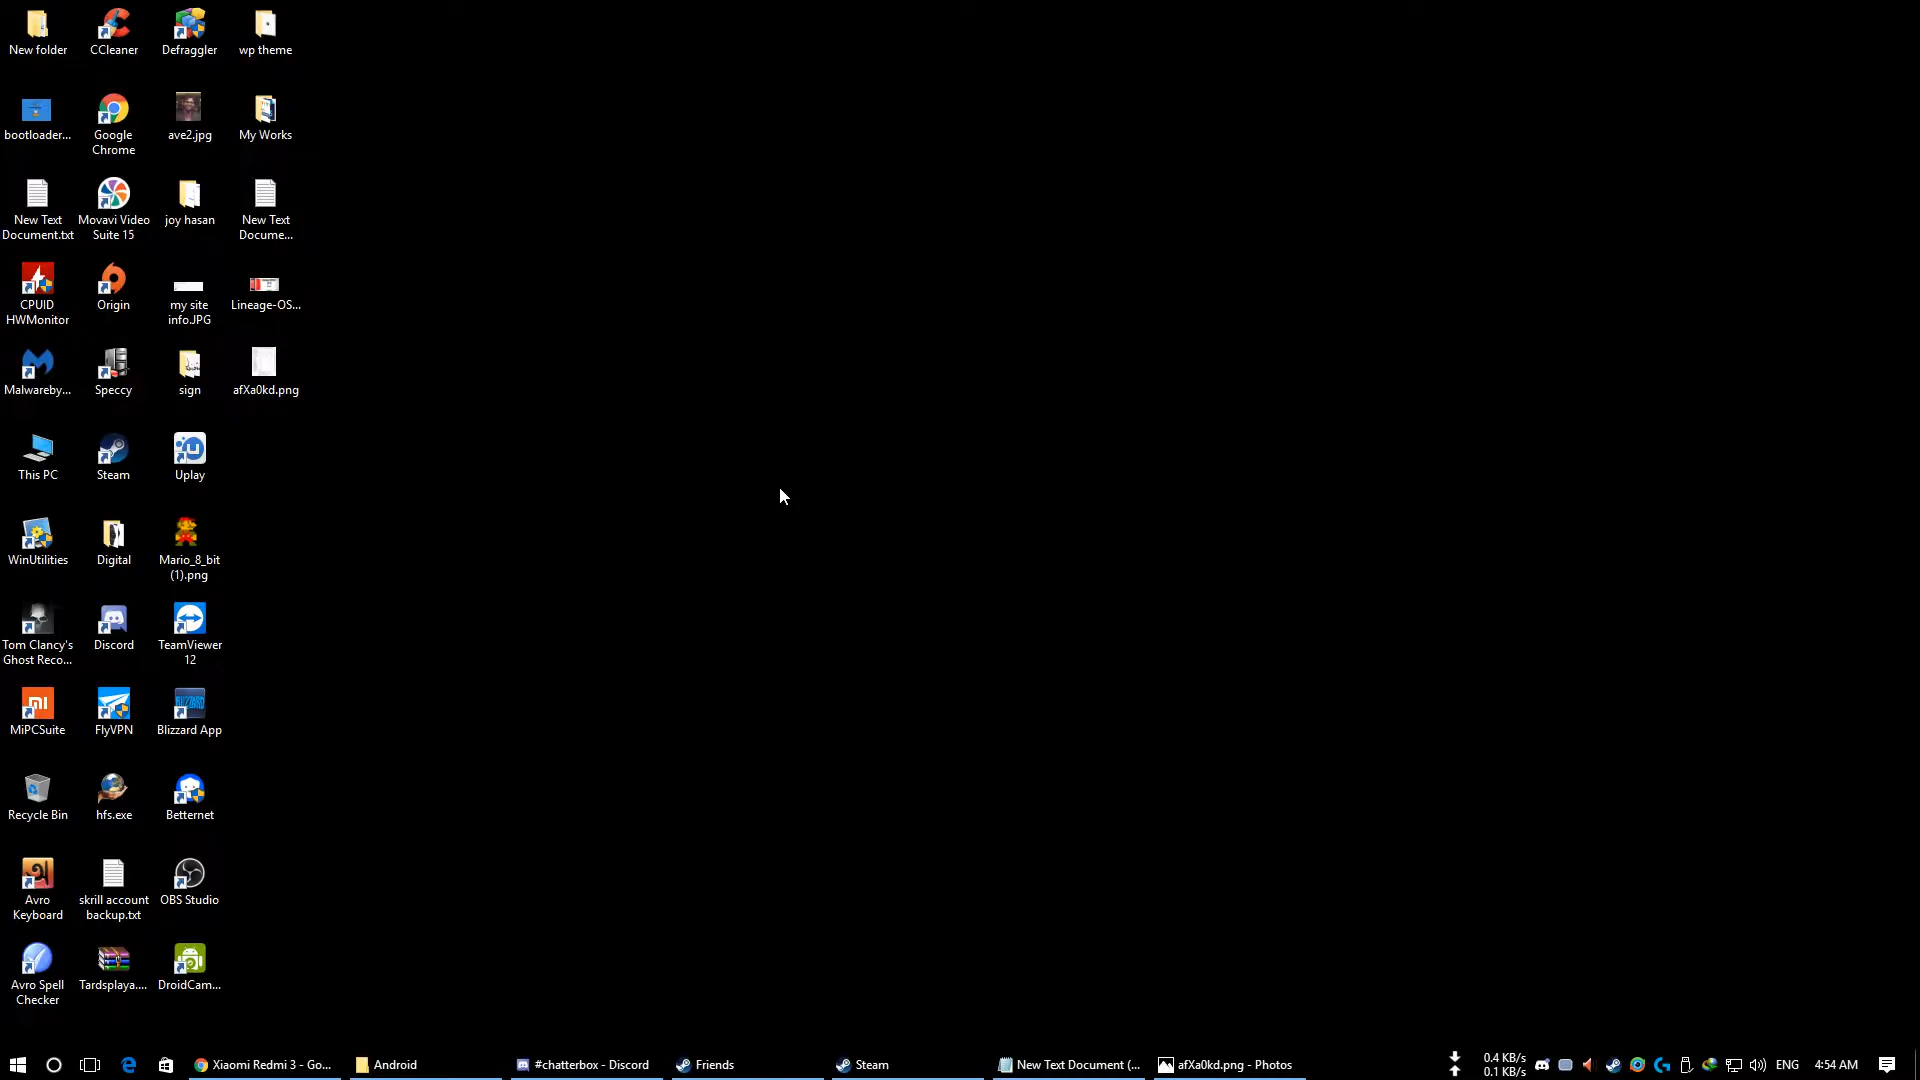 New folder
CCleaner
Defraggler
wp theme
bootloader...
Google
Chrome
ave2.jpg
My Works
New Text
Document.txt
Movavi Video
Suite 15
joy hasan
New Text
Docume...
CPUID
HWMonitor
Origin
my site
info.JPG
Lineage-OS...
Malwareby...
Speccy
sign
afXa0kd.png
This PC
Steam
Uplay
WinUtilities
Digital
Mario_8_bit
(1).png
Tom Clancy's
Ghost Reco...
Discord
TeamViewer
12
MiPCSuite
FlyVPN
Blizzard App
Recycle Bin
hfs.exe
Betternet
Avro
Keyboard
skrill account
backup.txt
OBS Studio
Avro Spell
Checker
Tardsplaya....
DroidCam...
Xiaomi Redmi 3 - Go...
Android
#chatterbox - Discord
Friends
Steam
New Text Document (...
afXa0kd.png - Photos
0.4 KB/s
0.1 KB/s
ENG
4:54 AM